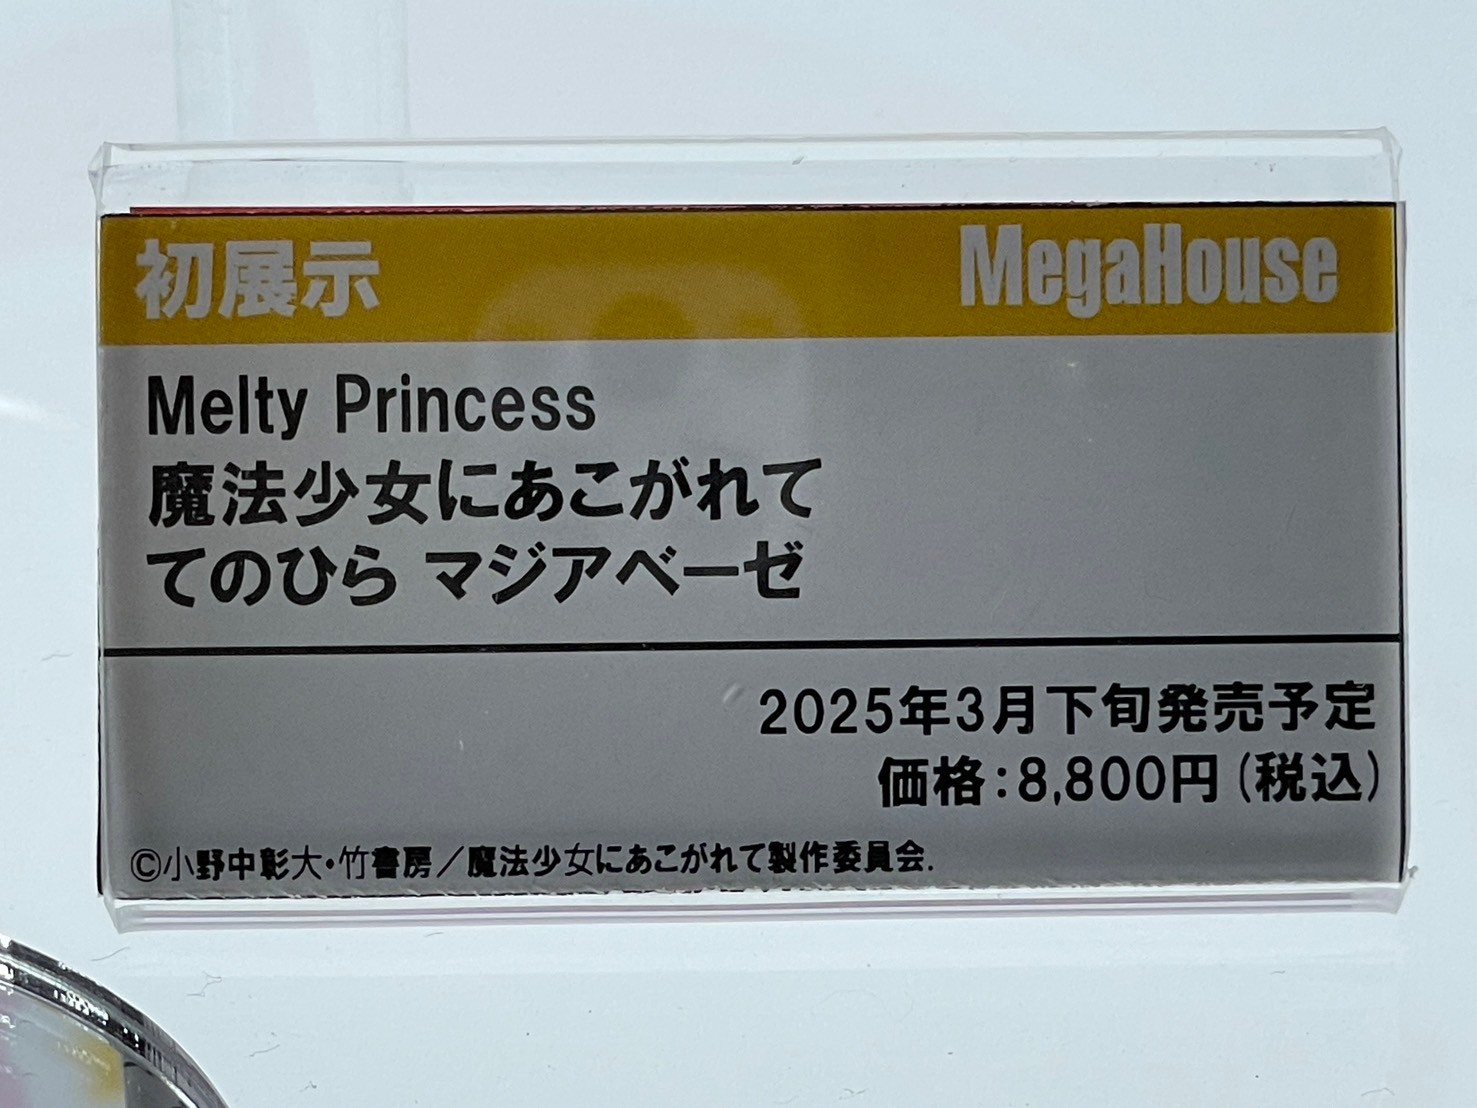 初展示 MegaHouse
Melty Princess
魔法少女にあこがれて
てのひら マジアベーゼ
2025年3月下旬発売予定
価格:8,800円(税込)
©小野中彰大・竹書房／魔法少女にあこがれて製作委員会.